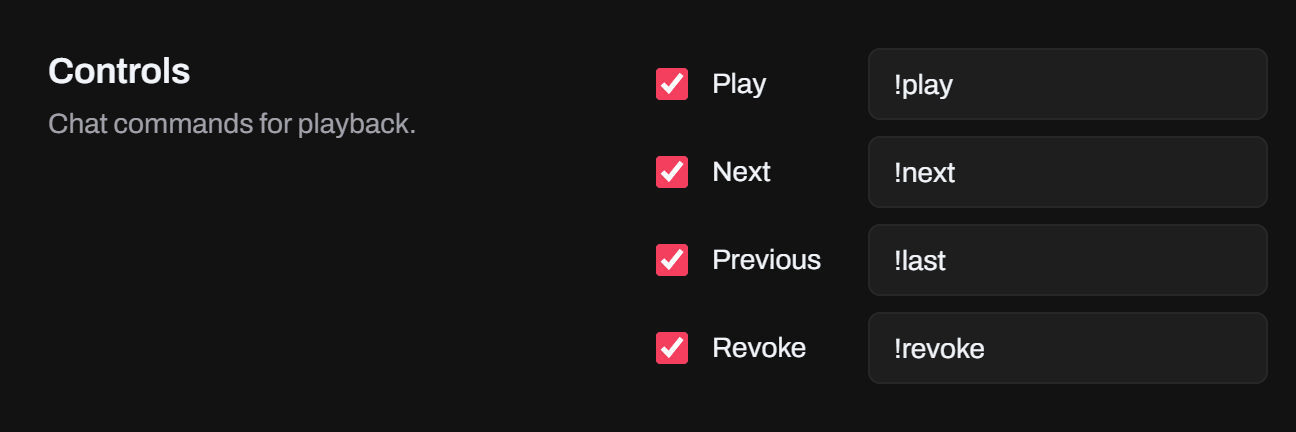 Controls
Chat commands for playback.
Play
!play
Next
!next
Previous
!last
Revoke
!revoke